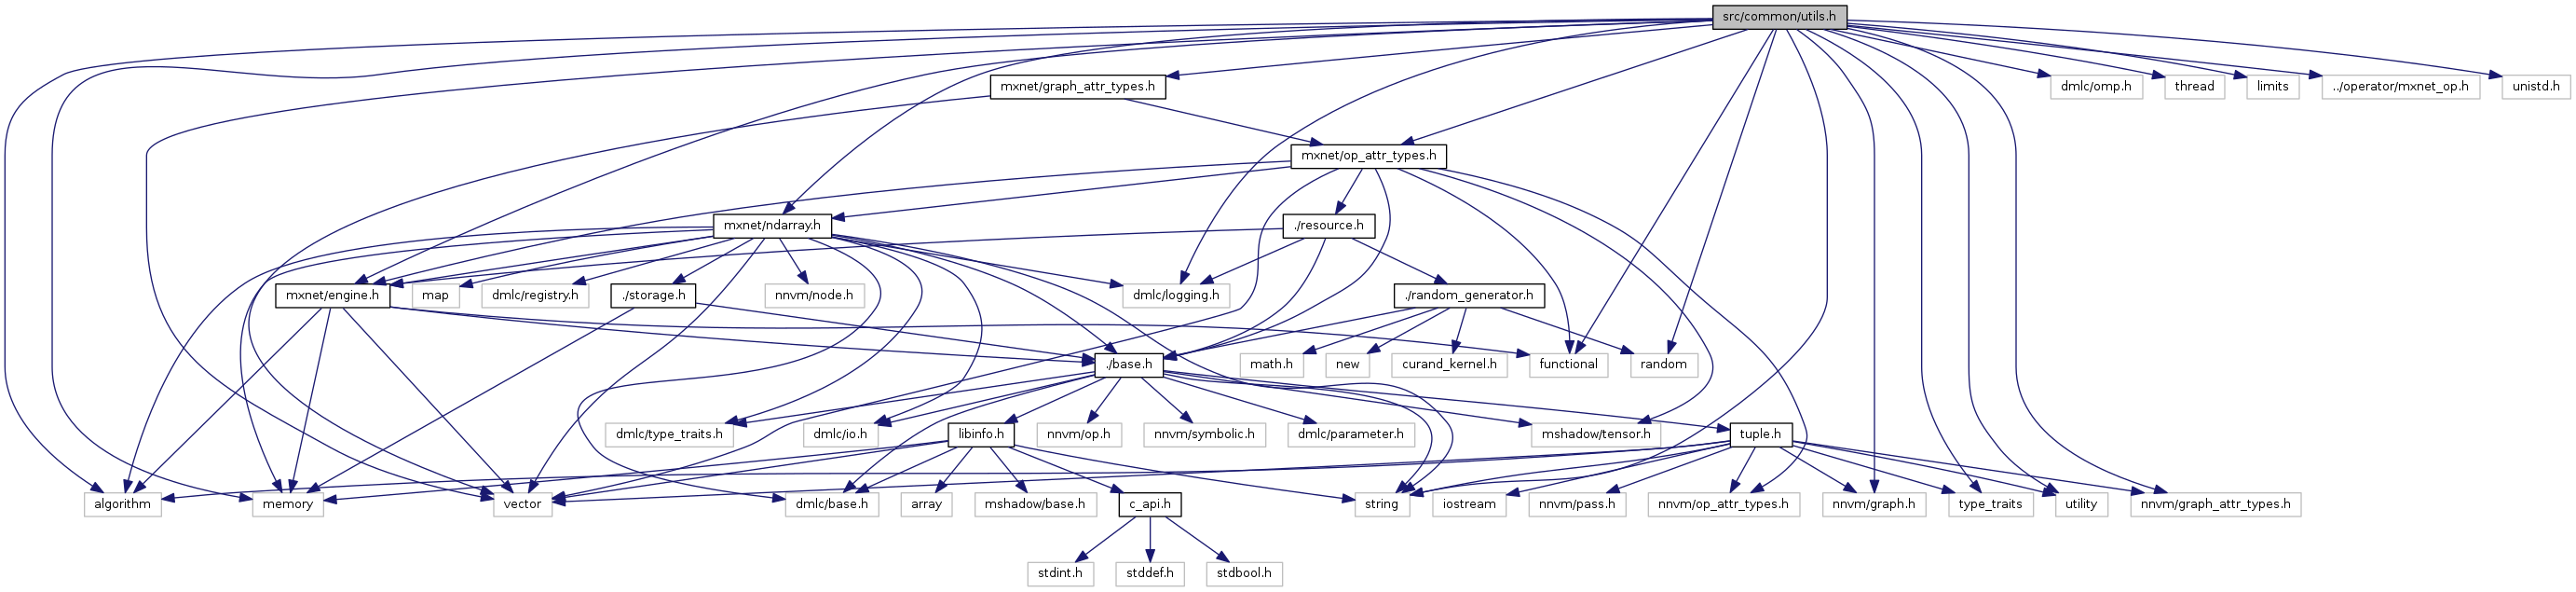 src/common/utils.h
mxnet/graph_attr_types.h
dmlc/omp.h
thread
limits
../operator/mxnet_op.h
unistd.h
mxnet/op_attr_types.h
mxnet/ndarray.h
./resource.h
mxnet/engine.h
map
dmlc/registry.h
./storage.h
nnvm/node.h
dmlc/logging.h
./random_generator.h
./base.h
math.h
new
curand_kernel.h
functional
random
dmlc/type_traits.h
dmlc/io.h
libinfo.h
nnvm/op.h
nnvm/symbolic.h
dmlc/parameter.h
mshadow/tensor.h
tuple.h
algorithm
memory
vector
dmlc/base.h
array
mshadow/base.h
c_api.h
string
iostream
nnvm/pass.h
nnvm/op_attr_types.h
nnvm/graph.h
type_traits
utility
nnvm/graph_attr_types.h
stdint.h
stddef.h
stdbool.h